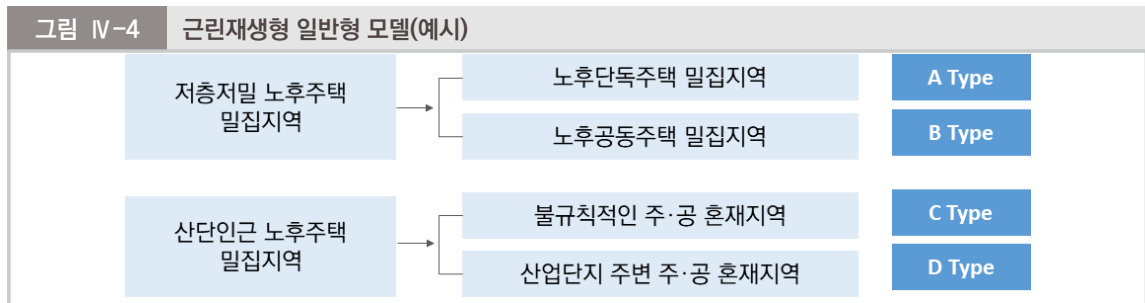 그림 Ⅳ-4 근린재생형 일반형 모델(예시)
저층저밀 노후주택
밀집지역
노후단독주택 밀집지역
A Type
노후공동주택 밀집지역
B Type
산단인근 노후주택
밀집지역
불규칙적인 주·공 혼재지역
C Type
산업단지 주변 주·공 혼재지역
D Type